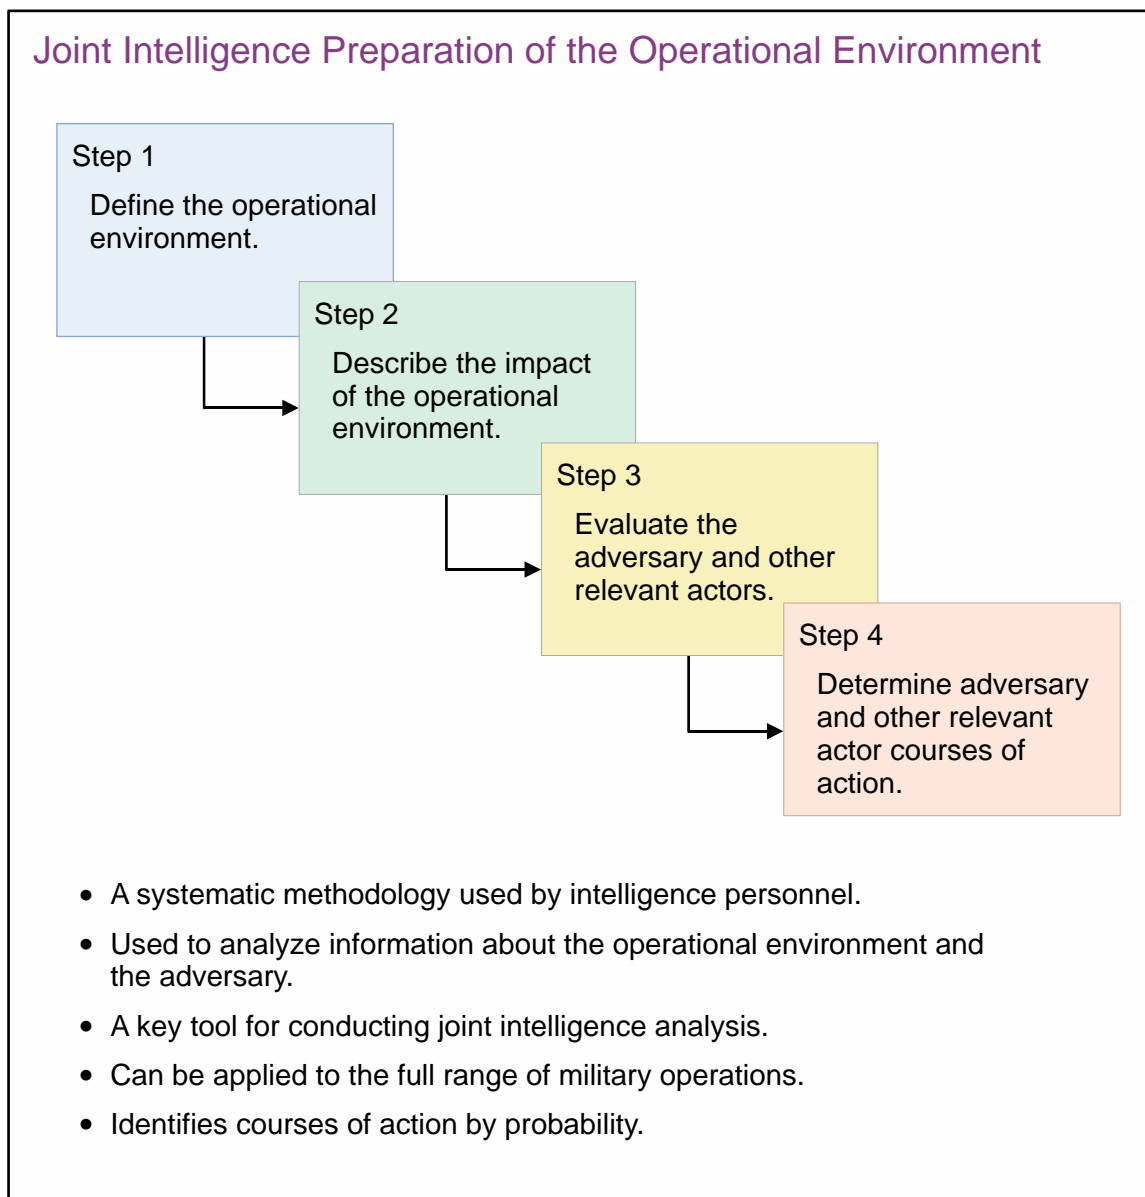 Joint Intelligence Preparation of the Operational Environment
Step 1
Define the operational
environment.
Step 2
Describe the impact
of the operational
environment.
Step 3
Evaluate the
adversary and other
relevant actors.
Step 4
Determine adversary
and other relevant
actor courses of
action.
• A systematic methodology used by intelligence personnel.
• Used to analyze information about the operational environment and
the adversary.
• A key tool for conducting joint intelligence analysis.
• Can be applied to the full range of military operations.
• Identifies courses of action by probability.